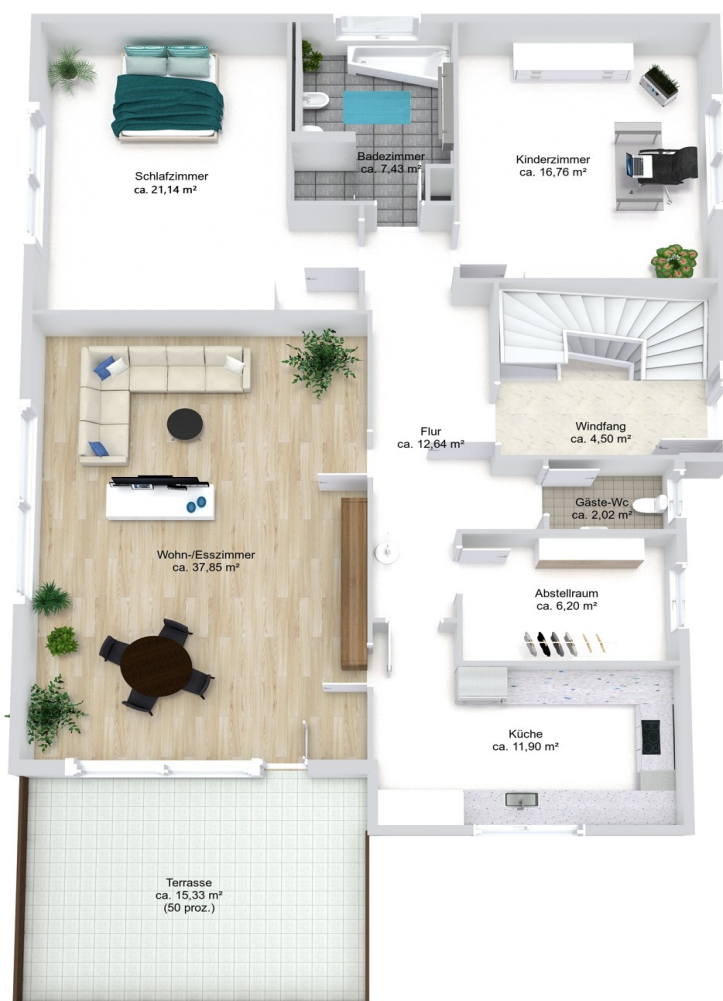 Schlafzimmer
ca. 21,14 m²
Badezimmer
ca. 7,43 m²
Kinderzimmer
ca. 16,76 m²
Flur
ca. 12,64 m²
Windfang
ca. 4,50 m²
Gäste-Wc
ca. 2,02 m²
Wohn-/Esszimmer
ca. 37,85 m²
Abstellraum
ca. 6,20 m²
Küche
ca. 11,90 m²
Terrasse
ca. 15,33 m²
(50 proz.)